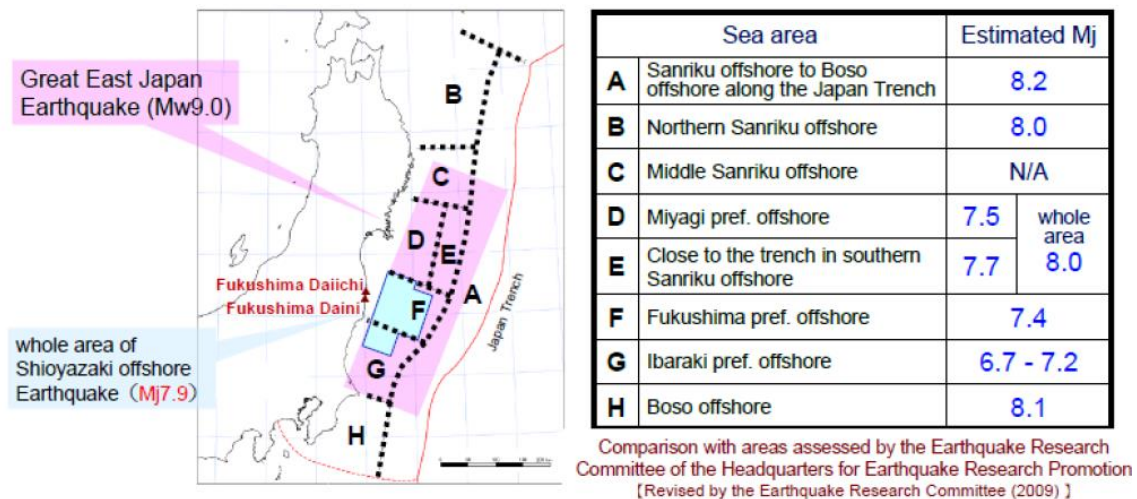 Great East Japan
Earthquake (Mw9.0)
B
C
D
E
A
Fukushima Daiichi
Fukushima Daini
F
Japan Trench
whole area of
Shioyazaki offshore
Earthquake （Mj7.9）
G
H
Sea area Estimated Mj
A Sanriku offshore to Boso
offshore along the Japan Trench 8.2
B Northern Sanriku offshore 8.0
C Middle Sanriku offshore N/A
D Miyagi pref. offshore 7.5 whole
area
8.0
E Close to the trench in southern
Sanriku offshore 7.7
F Fukushima pref. offshore 7.4
G Ibaraki pref. offshore 6.7 - 7.2
H Boso offshore 8.1
Comparison with areas assessed by the Earthquake Research
Committee of the Headquarters for Earthquake Research Promotion
【Revised by the Earthquake Research Committee (2009) 】